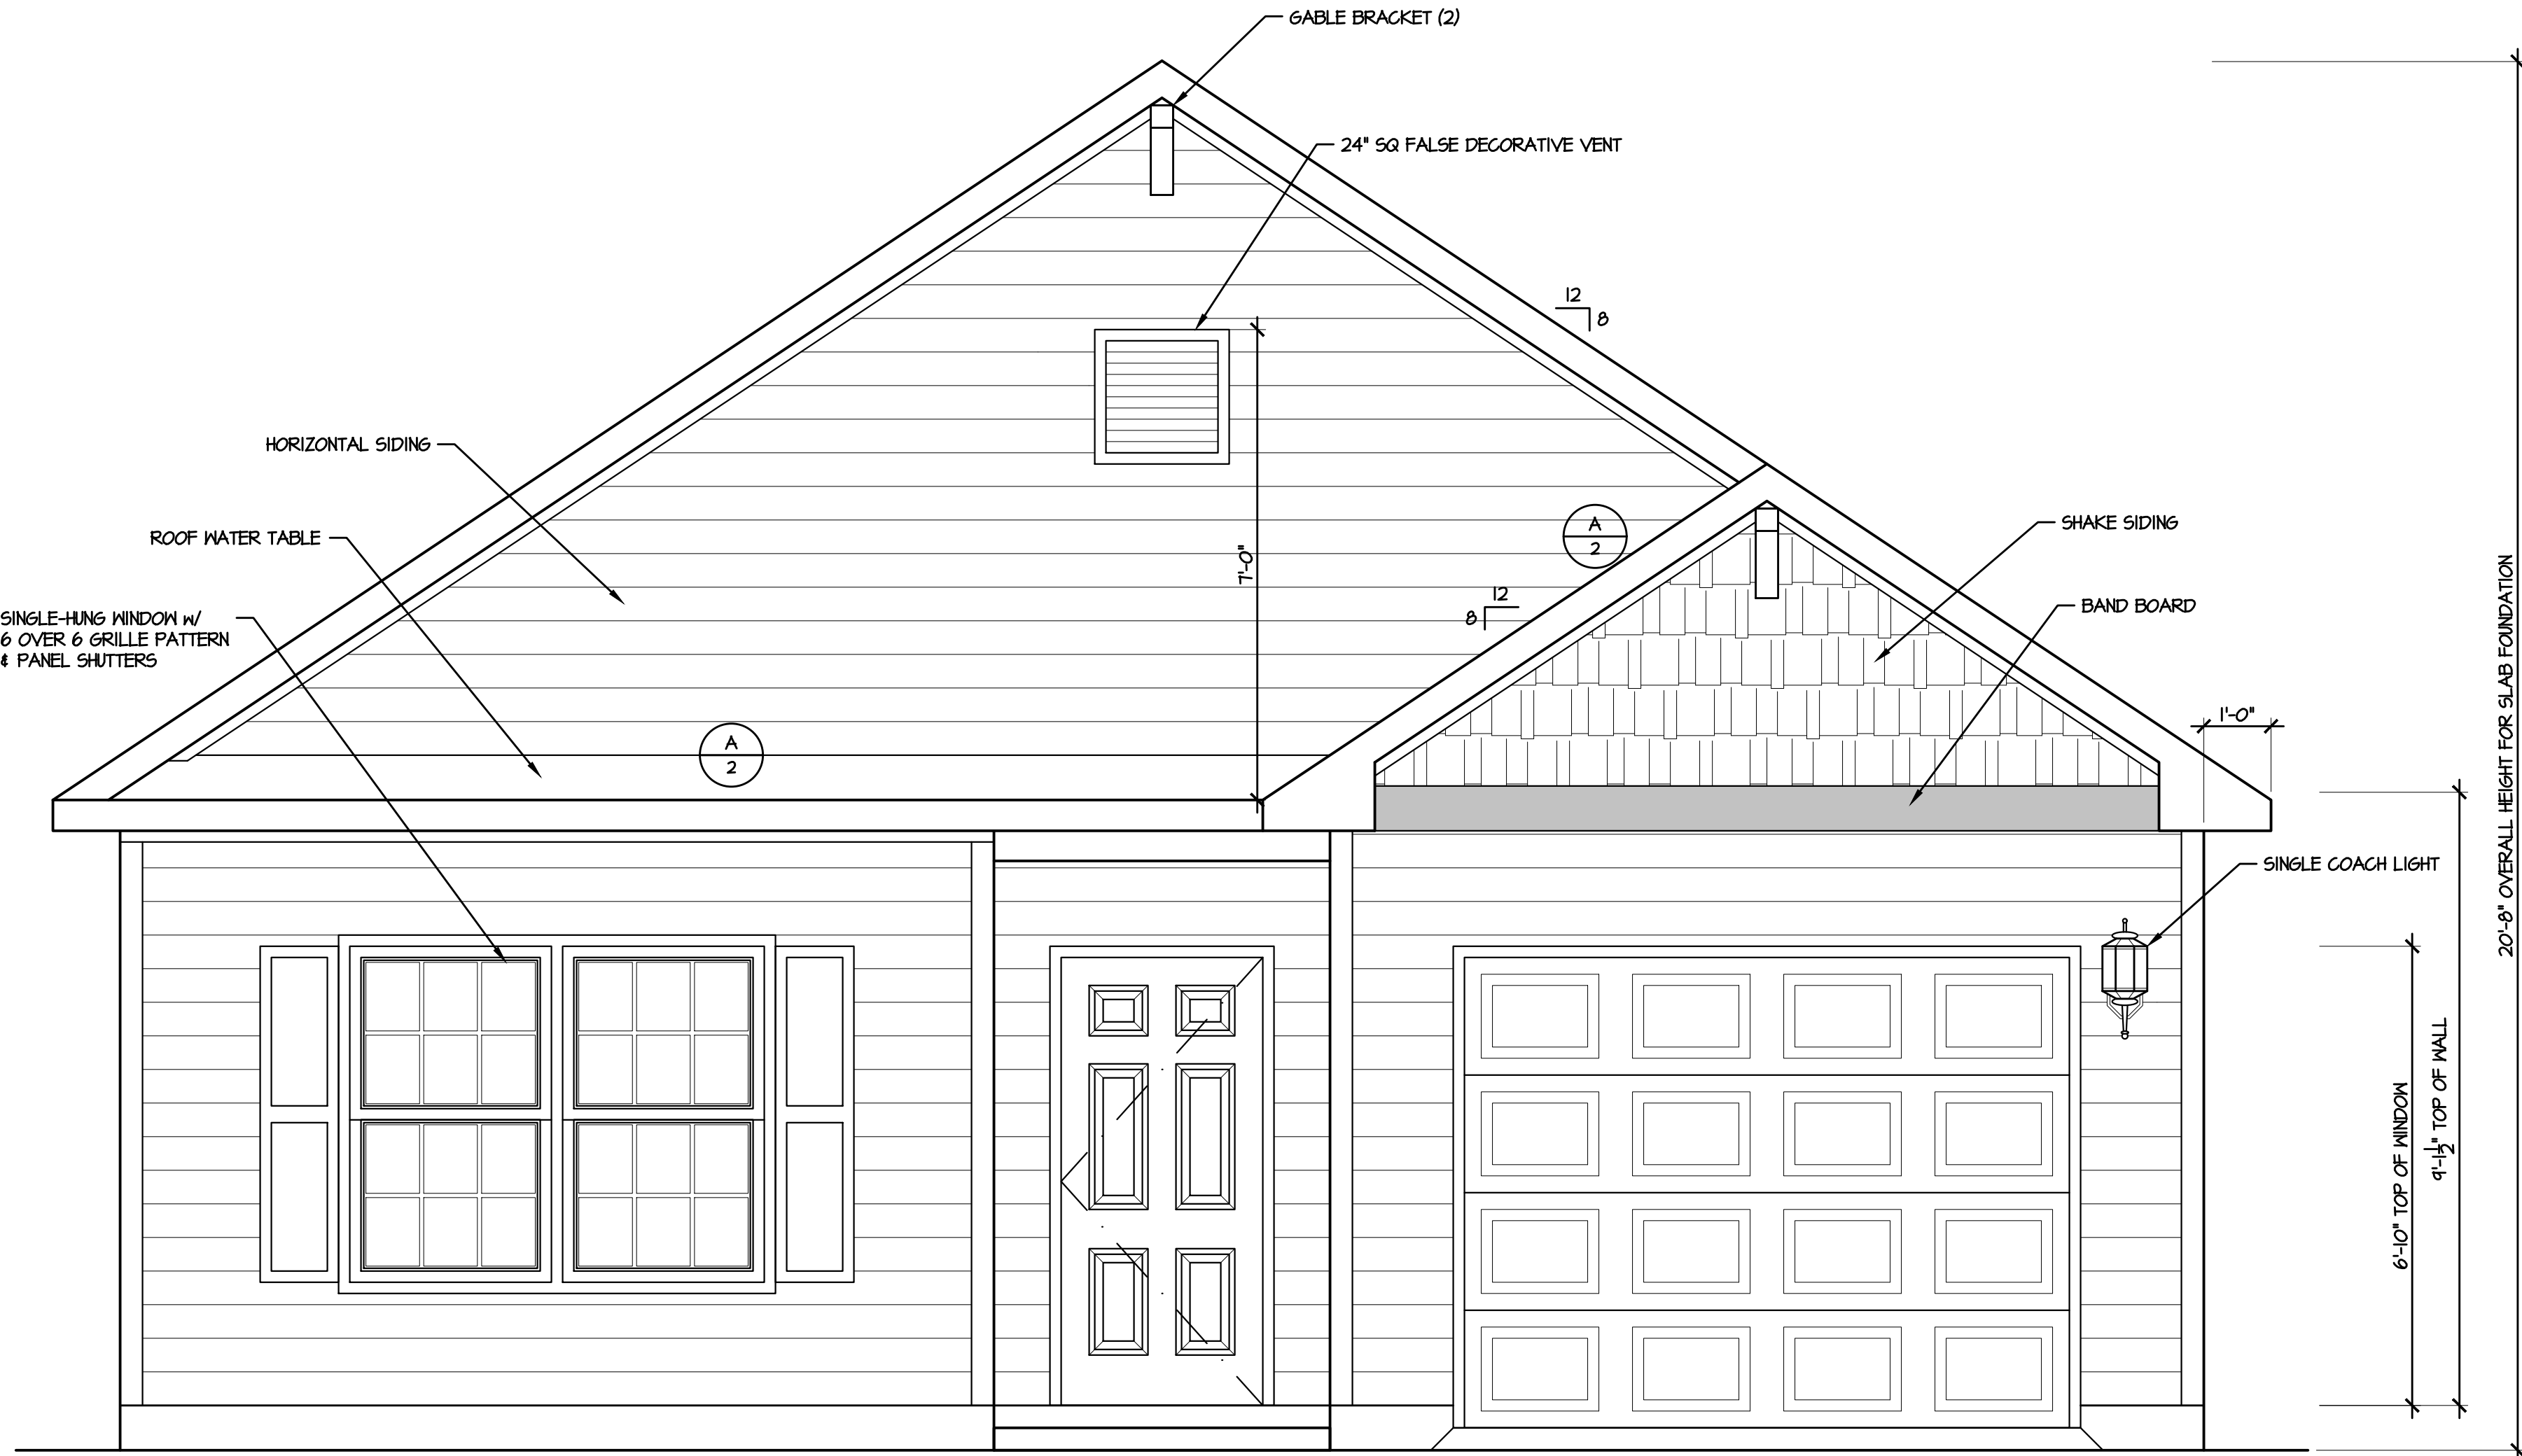 GABLE BRACKET (2)
24" SQ FALSE DECORATIVE VENT
12
8
HORIZONTAL SIDING
ROOF WATER TABLE
A
2
SHAKE SIDING
7'-0"
12
8
BAND BOARD
SINGLE-HUNG WINDOW w/
6 OVER 6 GRILLE PATTERN
& PANEL SHUTTERS
1'-0"
A
2
20'-8" OVERALL HEIGHT FOR SLAB FOUNDATION
SINGLE COACH LIGHT
6'-10" TOP OF WINDOW
9'-1 1/2" TOP OF WALL